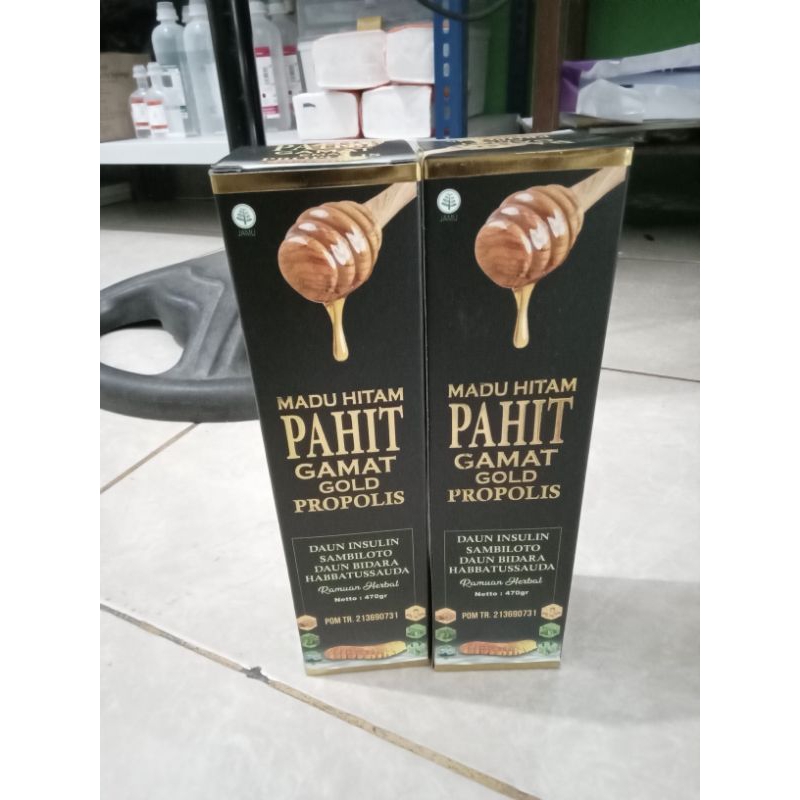 PAHIT
GAMAT
JAMU
MADU HITAM
PAHIT
GAMAT
GOLD
PROPOLIS
DAUN INSULIN
SAMBILOTO
DAUN BIDARA
HABBATUSSAUDA
Ramuan Herbal
Netto : 470gr
POM TR. 213690731
JAMU
MADU HITAM
PAHIT
GAMAT
GOLD
PROPOLIS
DAUN INSULIN
SAMBILOTO
DAUN BIDARA
HABBATUSSAUDA
Ramuan Herbal
Netto : 470gr
POM TR. 213690731